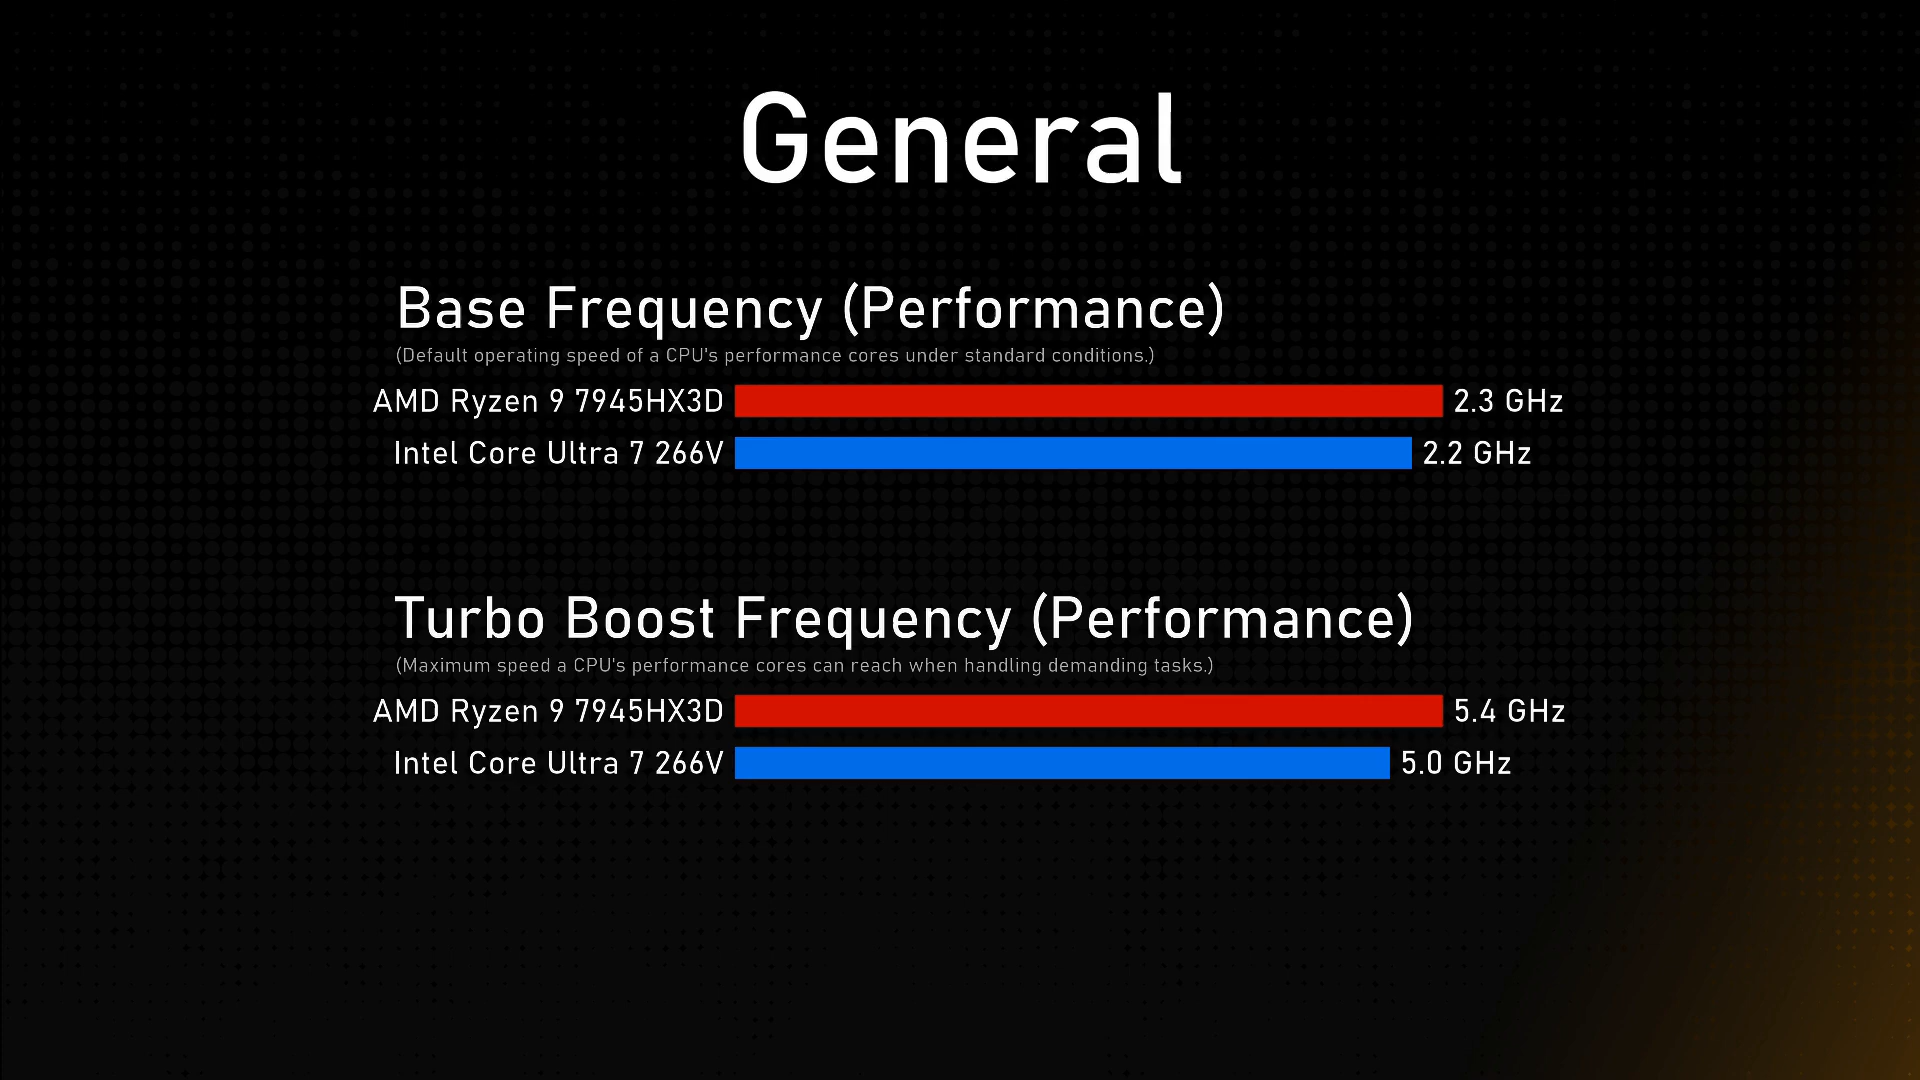 General
Base Frequency (Performance)
(Default operating speed of a CPU's performance cores under standard conditions.)
AMD Ryzen 9 7945HX3D 2.3 GHz
Intel Core Ultra 7 266V 2.2 GHz
Turbo Boost Frequency (Performance)
(Maximum speed a CPU's performance cores can reach when handling demanding tasks.)
AMD Ryzen 9 7945HX3D 5.4 GHz
Intel Core Ultra 7 266V 5.0 GHz